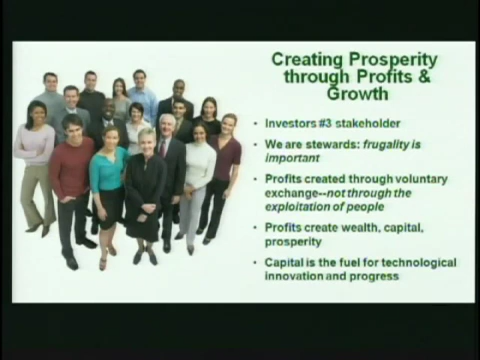 Creating Prosperity
through Profits &
Growth
• Investors #3 stakeholder
• We are stewards: frugality is
important
• Profits created through voluntary
exchange--not through the
exploitation of people
• Profits create wealth, capital,
prosperity
• Capital is the fuel for technological
innovation and progress